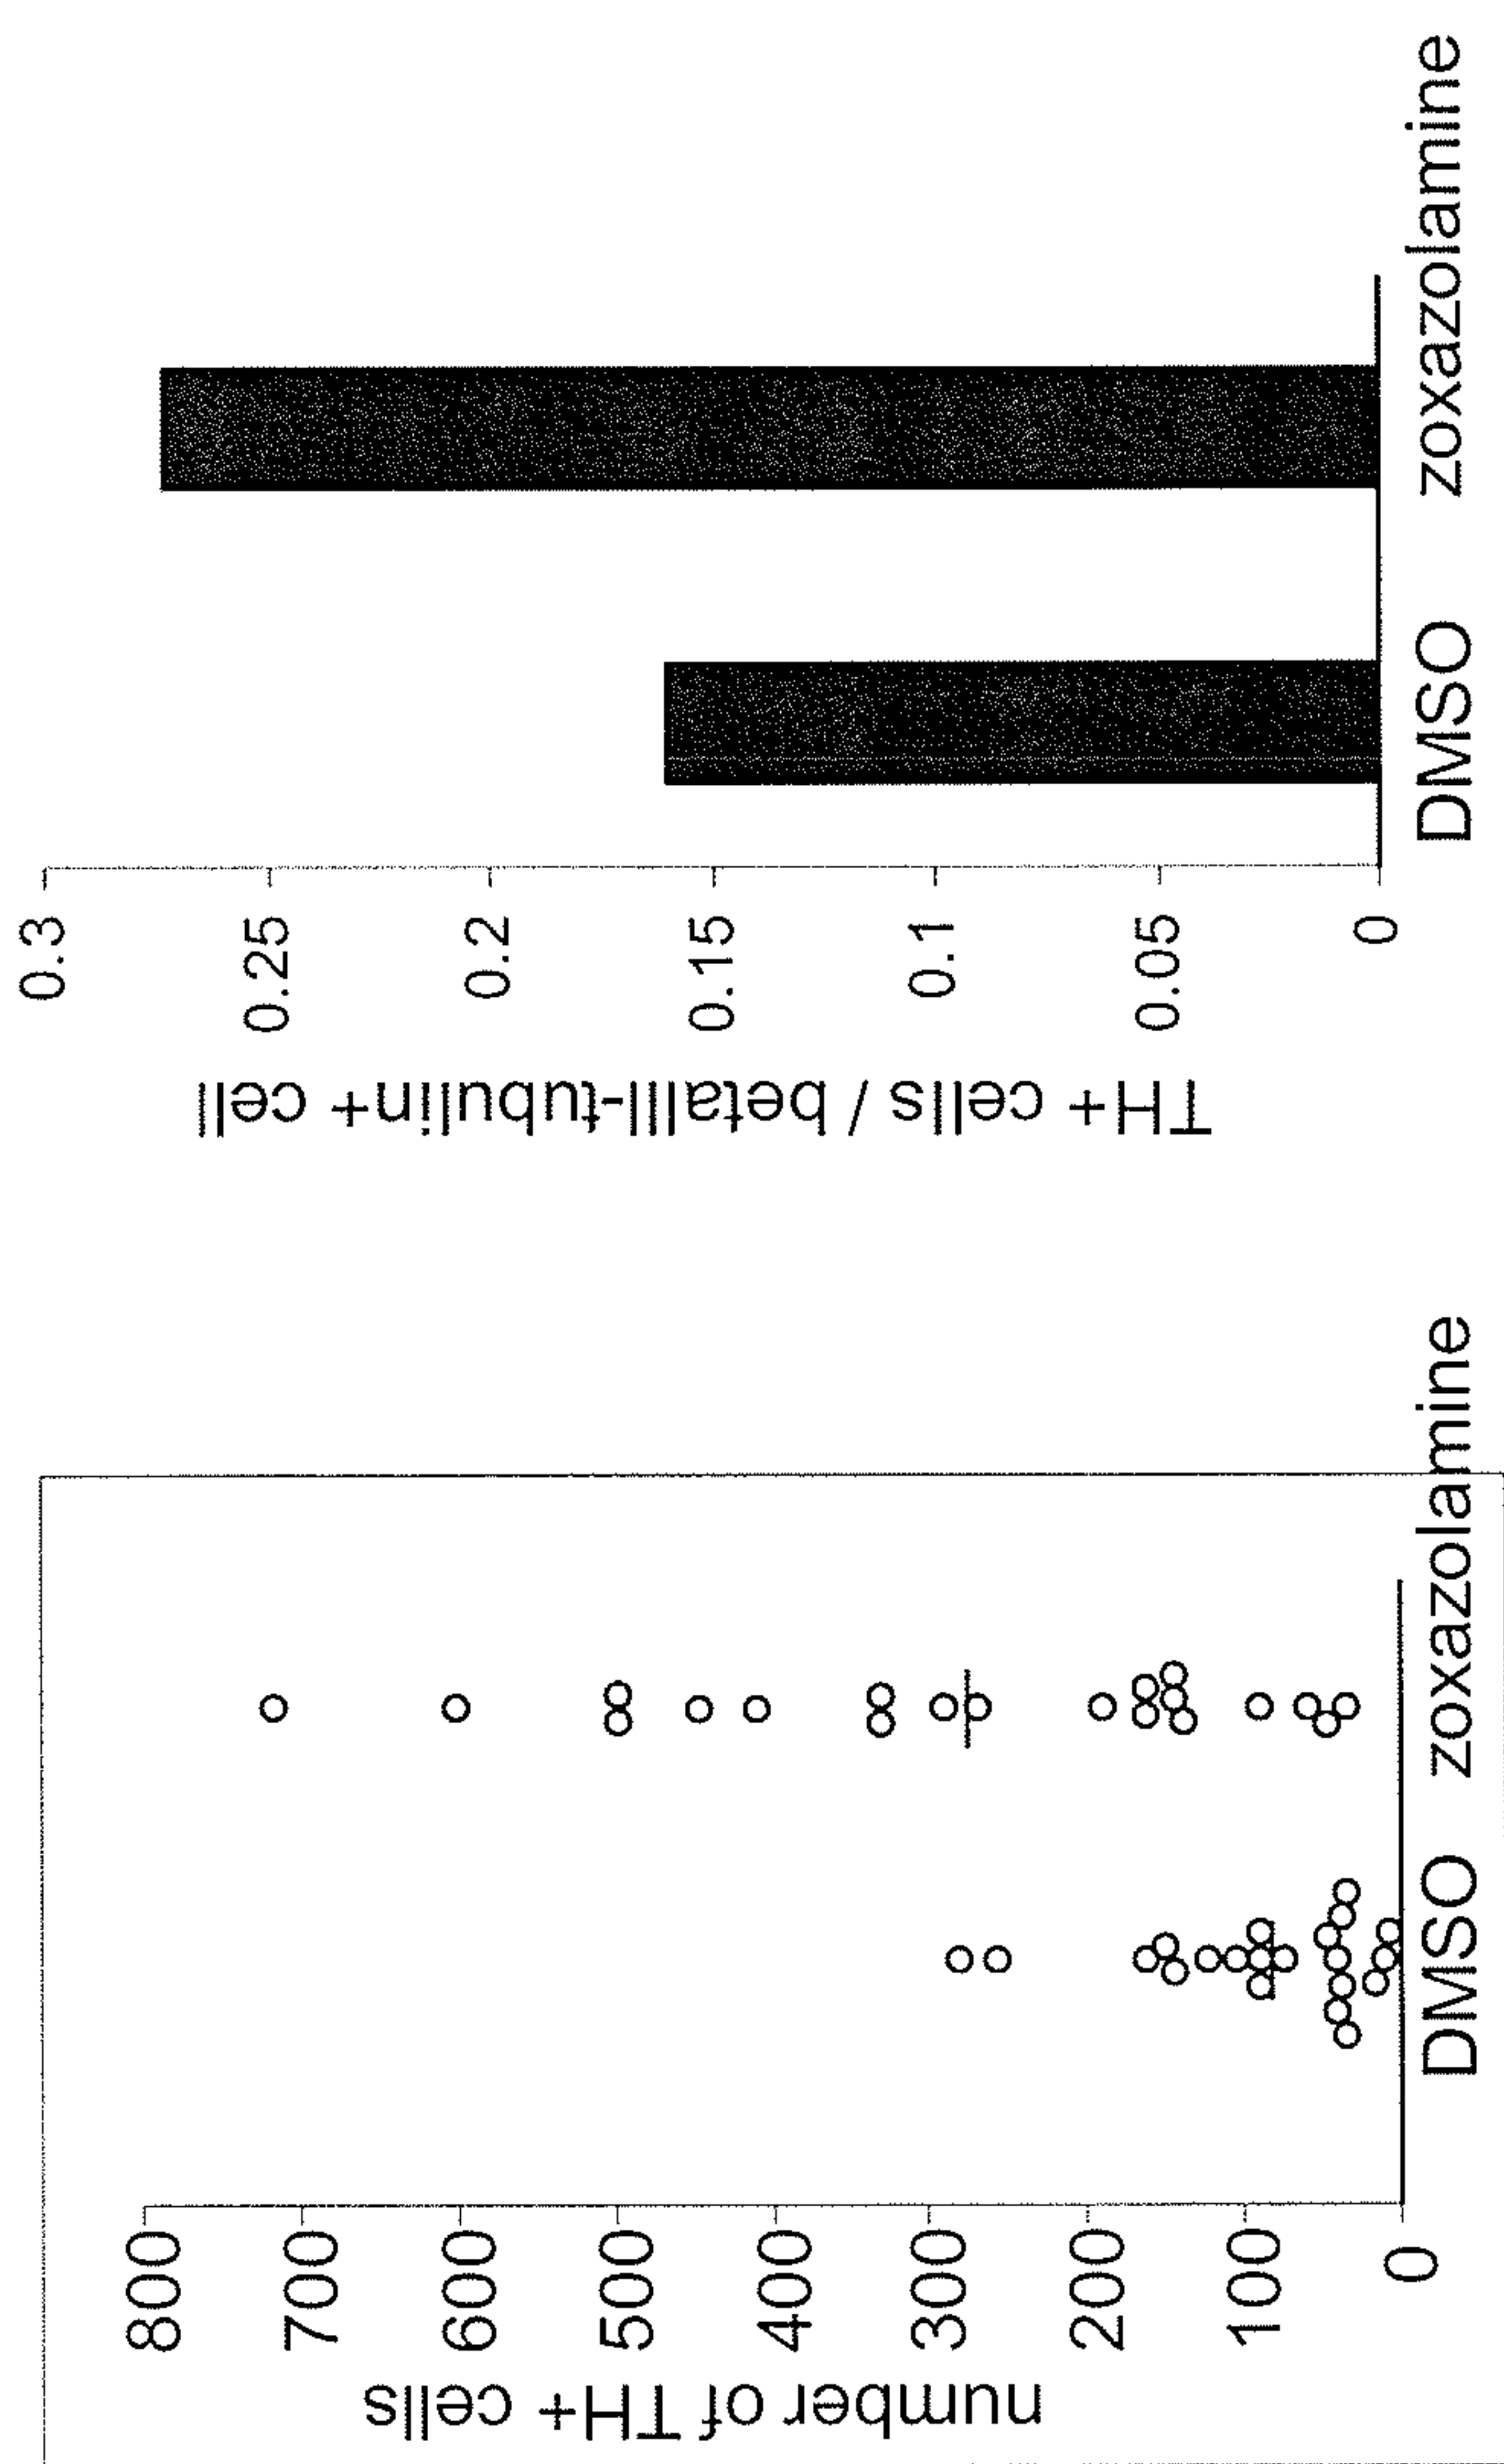 number of TH+ cells
800
700
600
500
400
300
200
100
0
DMSO
zoxazolamine
TH+ cells / betaIII-tubulin+ cell
0.3
0.25
0.2
0.15
0.1
0.05
0
DMSO
zoxazolamine